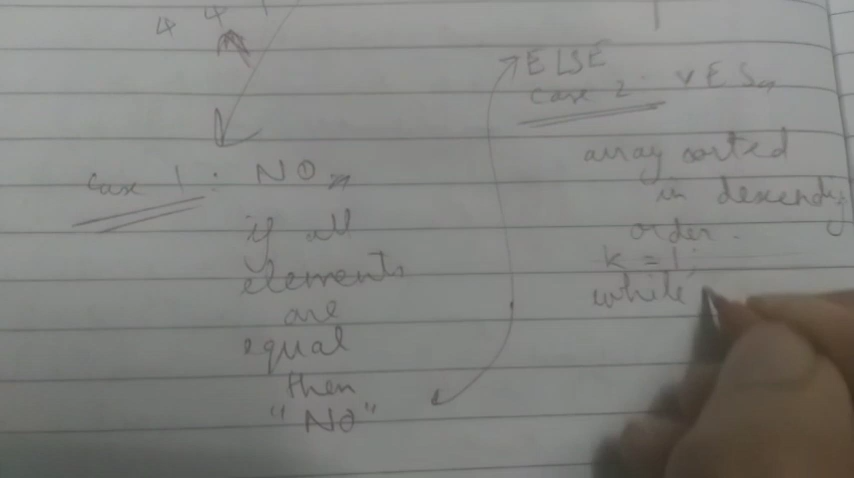 4 4
case 1 : NO
if all
elements
are
equal
then
"NO"
ELSE
case 2 : YES
array sorted
in descending
order.
k = 1;
while